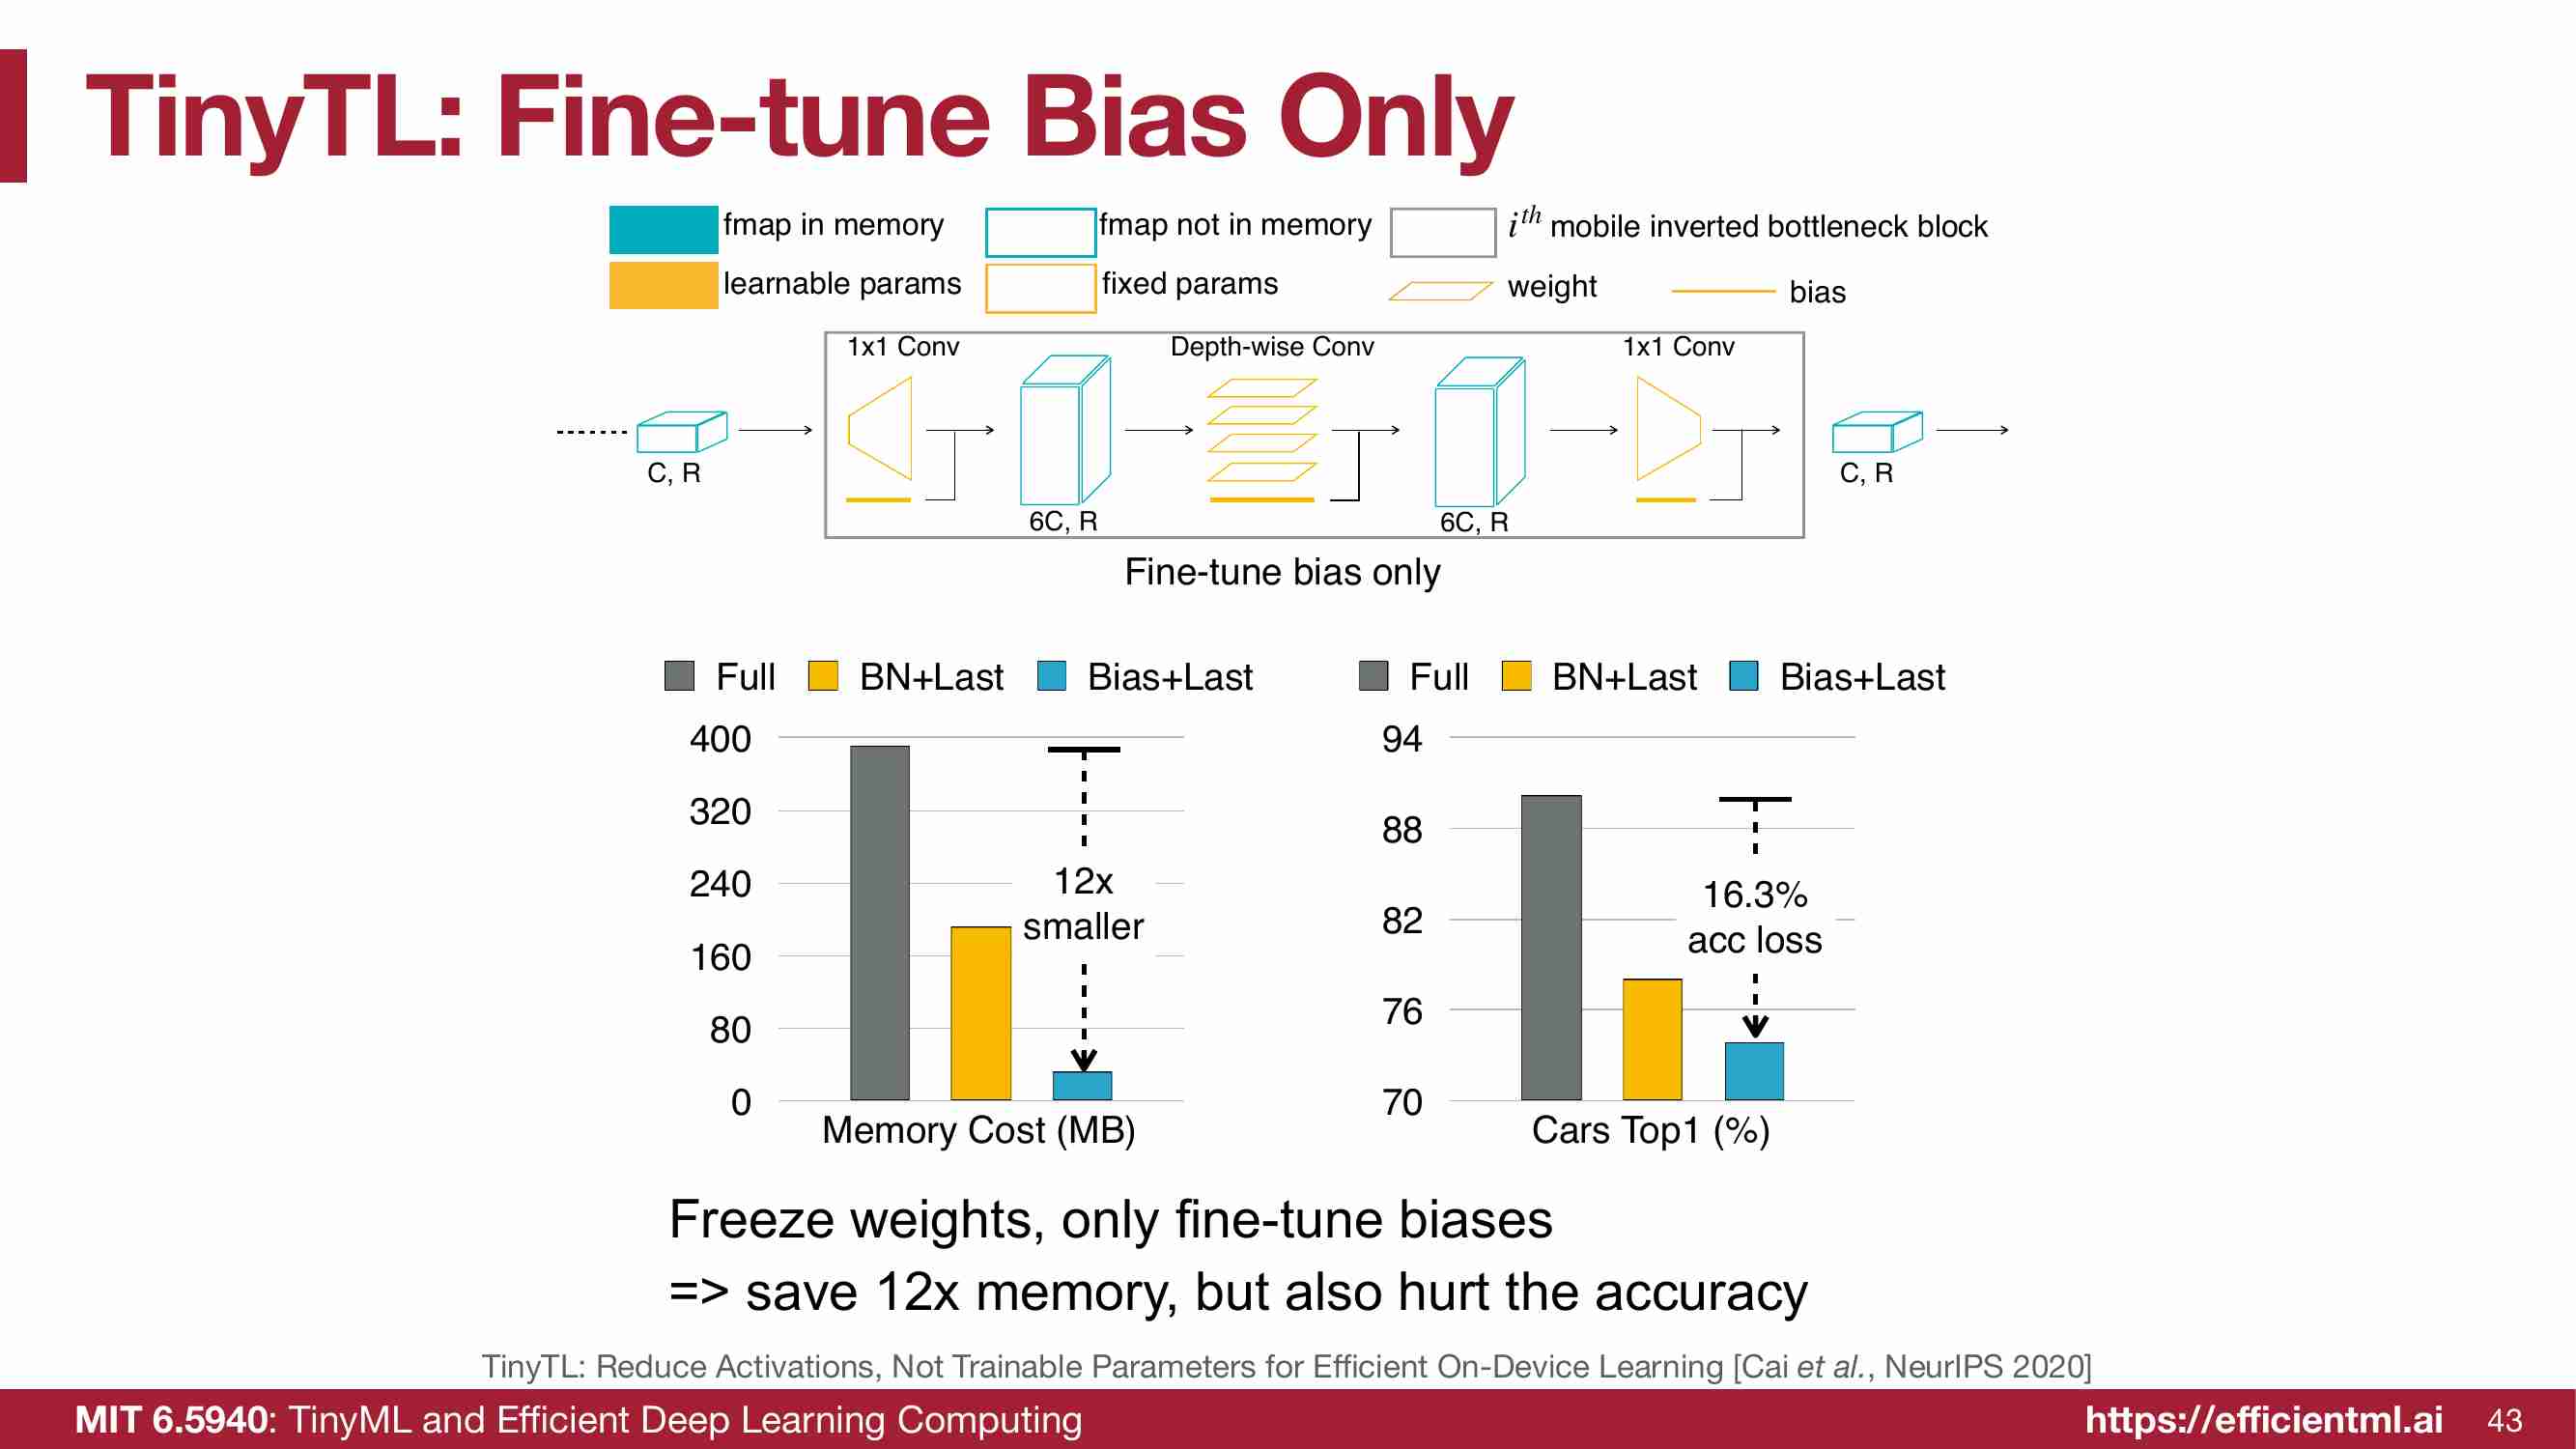 TinyTL: Fine-tune Bias Only
fmap in memory fmap not in memory i^th mobile inverted bottleneck block
learnable params fixed params weight bias
1x1 Conv Depth-wise Conv 1x1 Conv
C, R C, R
6C, R 6C, R
Fine-tune bias only
Full BN+Last Bias+Last
400
320
240
160
80
0
12x
smaller
Memory Cost (MB)
Full BN+Last Bias+Last
94
88
82
76
70
16.3%
acc loss
Cars Top1 (%)
Freeze weights, only fine-tune biases
=> save 12x memory, but also hurt the accuracy
TinyTL: Reduce Activations, Not Trainable Parameters for Efficient On-Device Learning [Cai et al., NeurIPS 2020]
MIT 6.5940: TinyML and Efficient Deep Learning Computing https://efficientml.ai 43